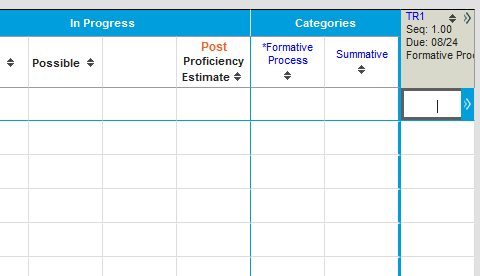 In Progress
Categories
TR1
Seq: 1.00
Due: 08/24
Formative Proc
Possible
Post
Proficiency
Estimate
*Formative
Process
Summative